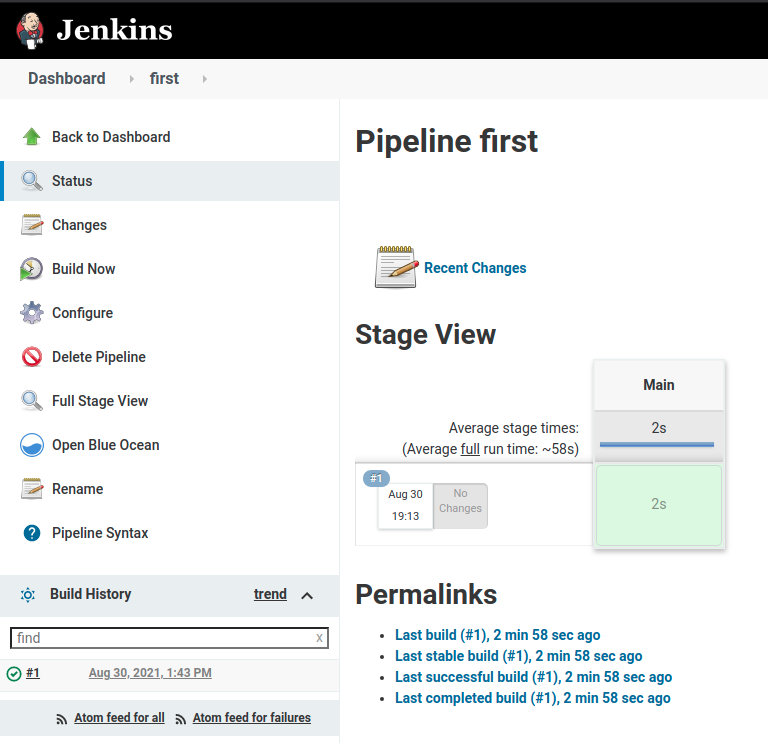 Jenkins
Dashboard
first
Back to Dashboard
Status
Changes
Build Now
Configure
Delete Pipeline
Full Stage View
Open Blue Ocean
Rename
? Pipeline Syntax
Build History
trend
find
X
#1
Aug 30, 2021, 1:43 PM
Atom feed for all
Atom feed for failures
Pipeline first
Recent Changes
Stage View
Main
Average stage times:
2s
(Average full run time: ~58s)
#1
Aug 30
19:13
No
Changes
2s
Permalinks
• Last build (#1), 2 min 58 sec ago
• Last stable build (#1), 2 min 58 sec ago
• Last successful build (#1), 2 min 58 sec ago
• Last completed build (#1), 2 min 58 sec ago